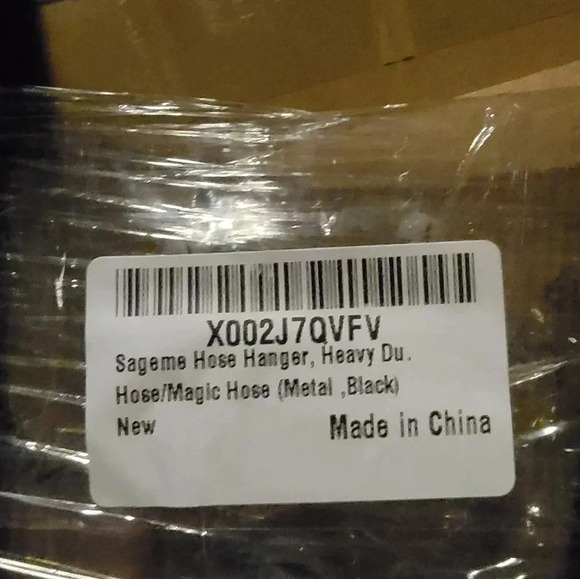 X002J7QVFV
Sageme Hose Hanger, Heavy Du.
Hose/Magic Hose (Metal ,Black)
New
Made in China